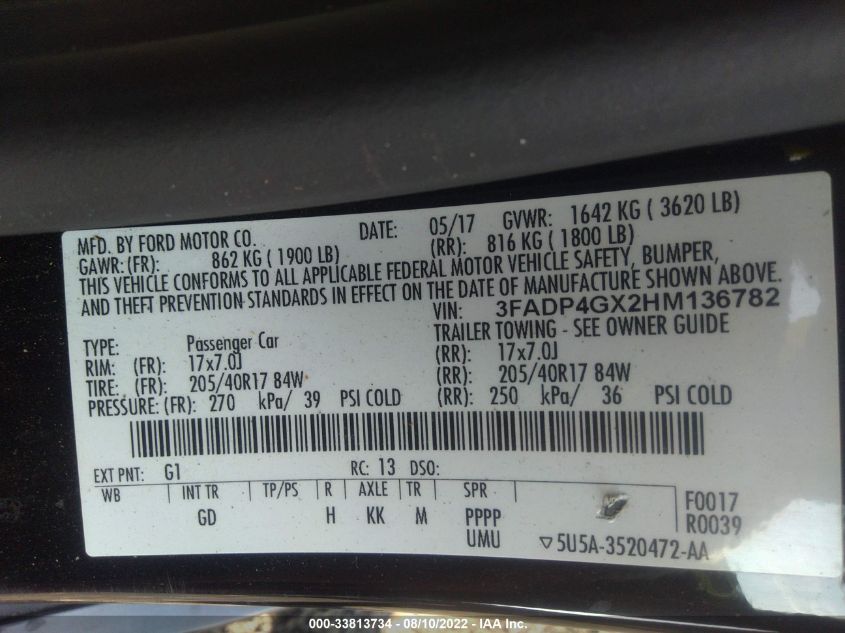 MFD. BY FORD MOTOR CO. DATE: 05/17 GVWR: 1642 KG ( 3620 LB)
GAWR: (FR): 862 KG ( 1900 LB) (RR): 816 KG ( 1800 LB)
THIS VEHICLE CONFORMS TO ALL APPLICABLE FEDERAL MOTOR VEHICLE SAFETY, BUMPER,
AND THEFT PREVENTION STANDARDS IN EFFECT ON THE DATE OF MANUFACTURE SHOWN ABOVE.
VIN: 3FADP4GX2HM136782
TYPE: Passenger Car TRAILER TOWING - SEE OWNER GUIDE
RIM: (FR): 17x7.0J (RR): 17x7.0J
TIRE: (FR): 205/40R17 84W (RR): 205/40R17 84W
PRESSURE: (FR): 270 kPa/ 39 PSI COLD (RR): 250 kPa/ 36 PSI COLD
EXT PNT: G1 RC: 13 DSO:
WB INT TR TP/PS R AXLE TR SPR
GD H KK M PPPP
UMU
F0017
R0039
▽5U5A-3520472-AA
000-33813734 - 08/10/2022 - IAA Inc.